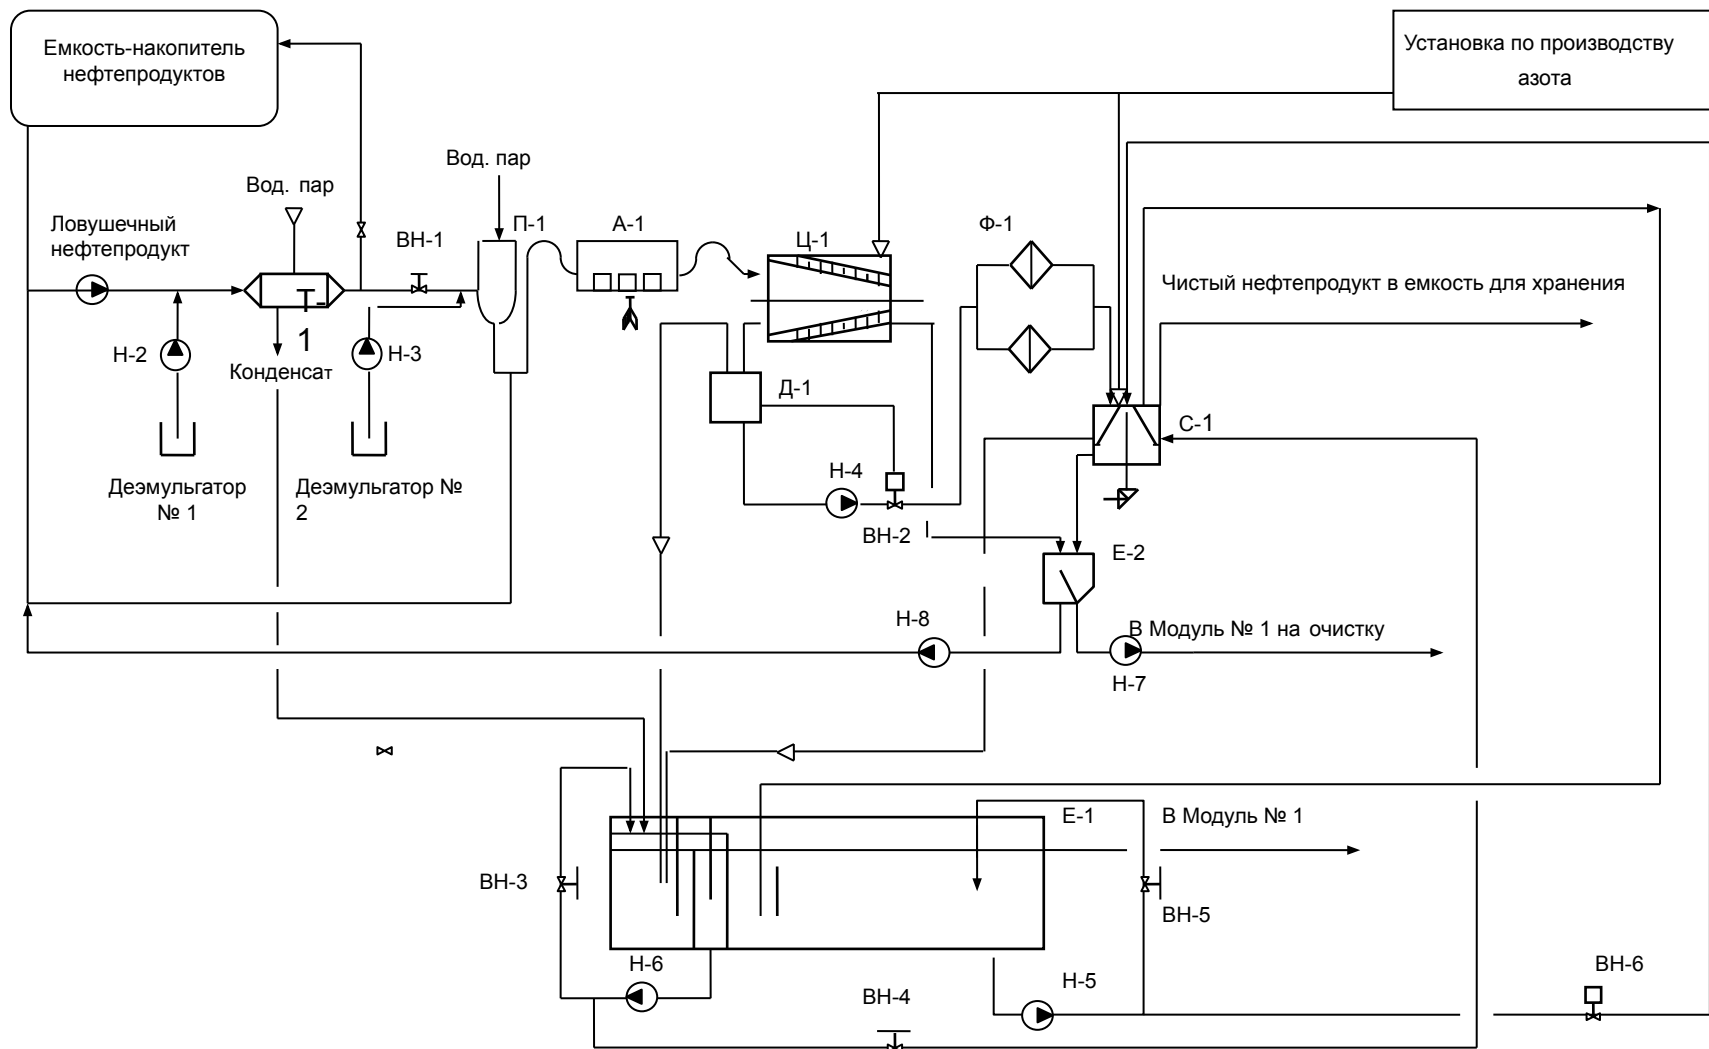 Емкость-накопитель
нефтепродуктов
Установка по производству
азота
Вод. пар
Вод. пар
Ловушечный
нефтепродукт
ВН-1
П-1
А-1
Ц-1
Ф-1
Чистый нефтепродукт в емкость для хранения
Т-
1
Н-2
Н-3
Конденсат
Д-1
С-1
Деэмульгатор
№ 1
Деэмульгатор №
2
Н-4
ВН-2
Е-2
Н-8
В Модуль № 1 на очистку
Н-7
Е-1
В Модуль № 1
ВН-3
ВН-5
Н-6
Н-5
ВН-4
ВН-6